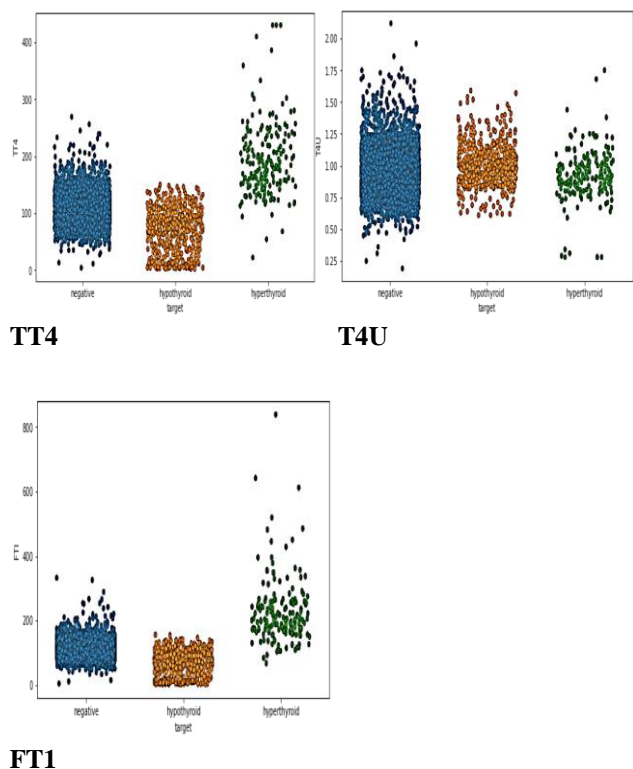 TT4
400
300
200
100
0
negative hypothyroid hyperthyroid
target
T4U
2.00
1.75
1.50
1.25
1.00
0.75
0.50
0.25
negative hypothyroid hyperthyroid
target
TT4 T4U
FTI
800
600
400
200
0
negative hypothyroid hyperthyroid
target
FT1